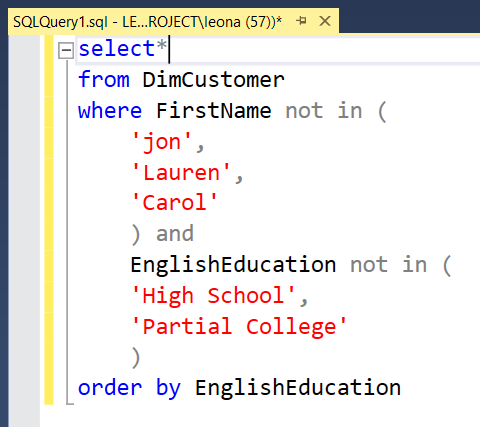 SQLQuery1.sql - LE...ROJECT\leona (57))*
select*
from DimCustomer
where FirstName not in (
'jon',
'Lauren',
'Carol'
) and
EnglishEducation not in (
'High School',
'Partial College'
)
order by EnglishEducation